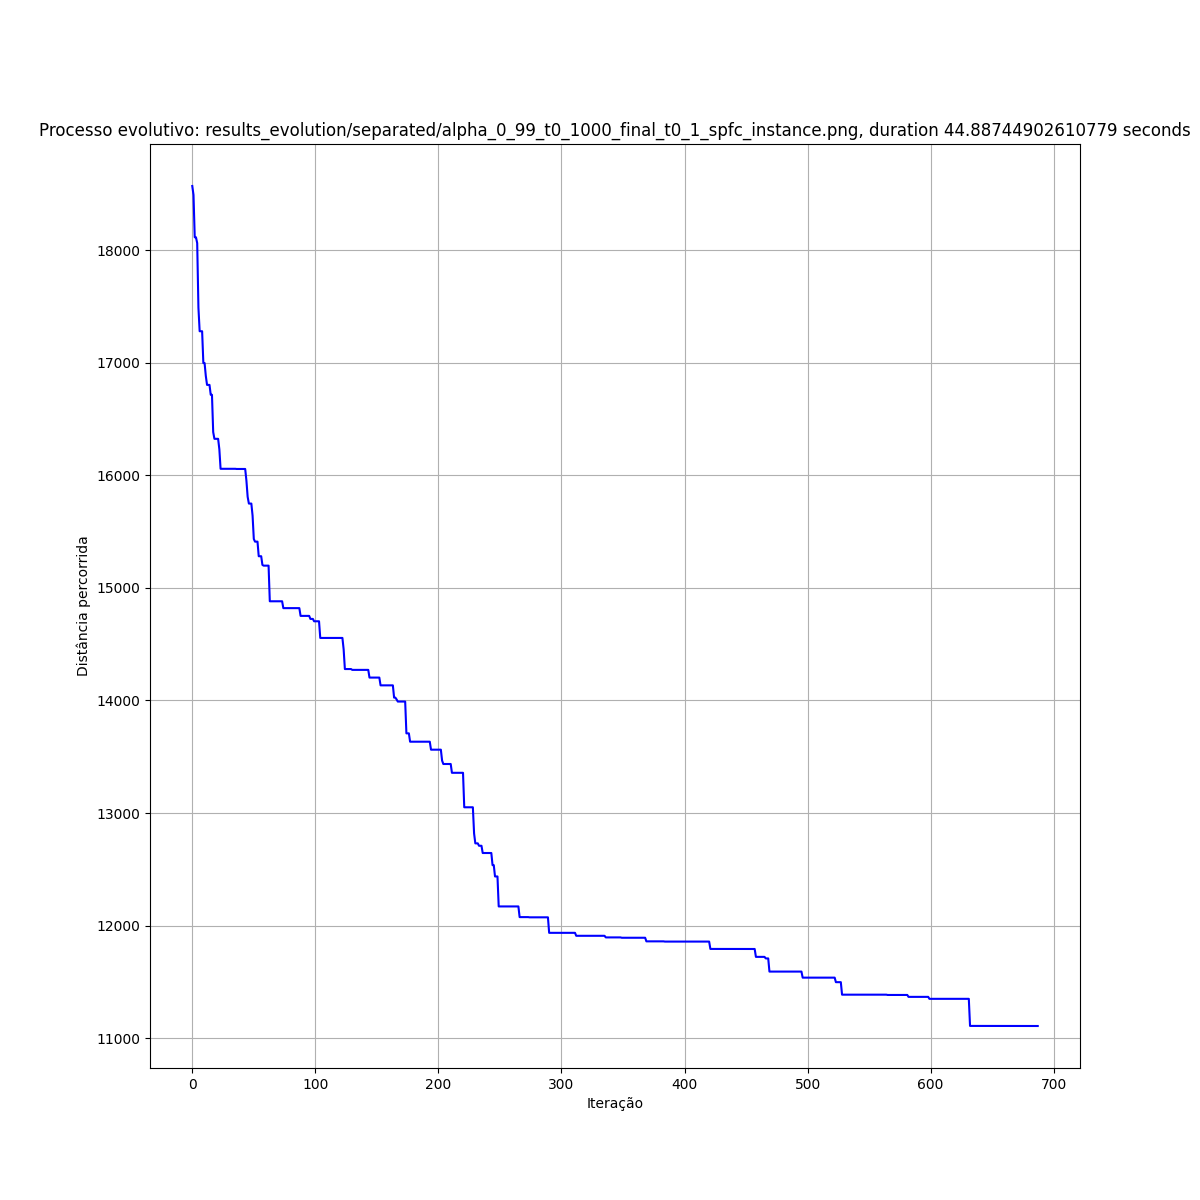 Processo evolutivo: results_evolution/separated/alpha_0_99_t0_1000_final_t0_1_spfc_instance.png, duration 44.88744902610779 seconds
Distância percorrida
18000
17000
16000
15000
14000
13000
12000
11000
0 100 200 300 400 500 600 700
Iteração